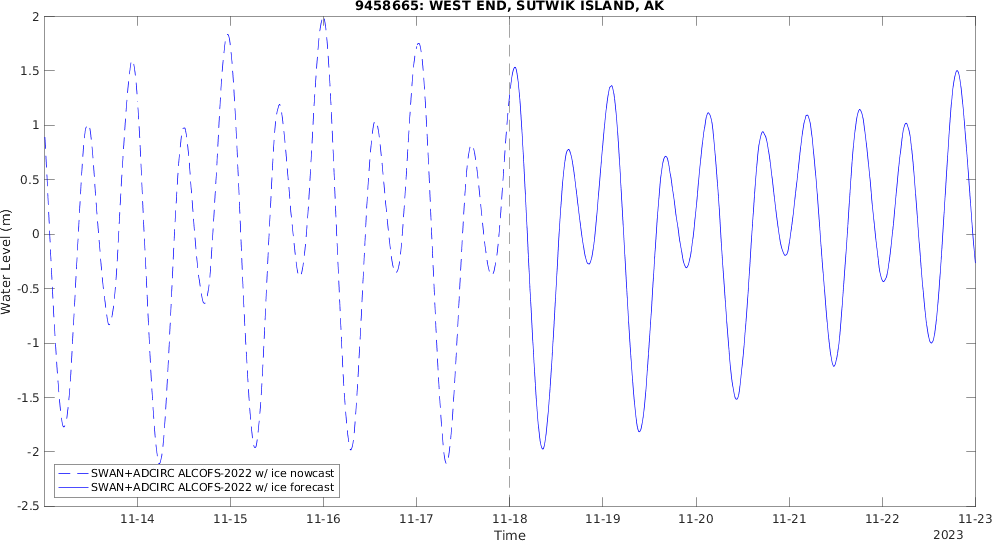 9458665: WEST END, SUTWIK ISLAND, AK
2
1.5
1
0.5
0
-0.5
-1
-1.5
-2
-2.5
Water Level (m)
SWAN+ADCIRC ALCOFS-2022 w/ ice nowcast
SWAN+ADCIRC ALCOFS-2022 w/ ice forecast
11-14 11-15 11-16 11-17 11-18 11-19 11-20 11-21 11-22 11-23
Time
2023